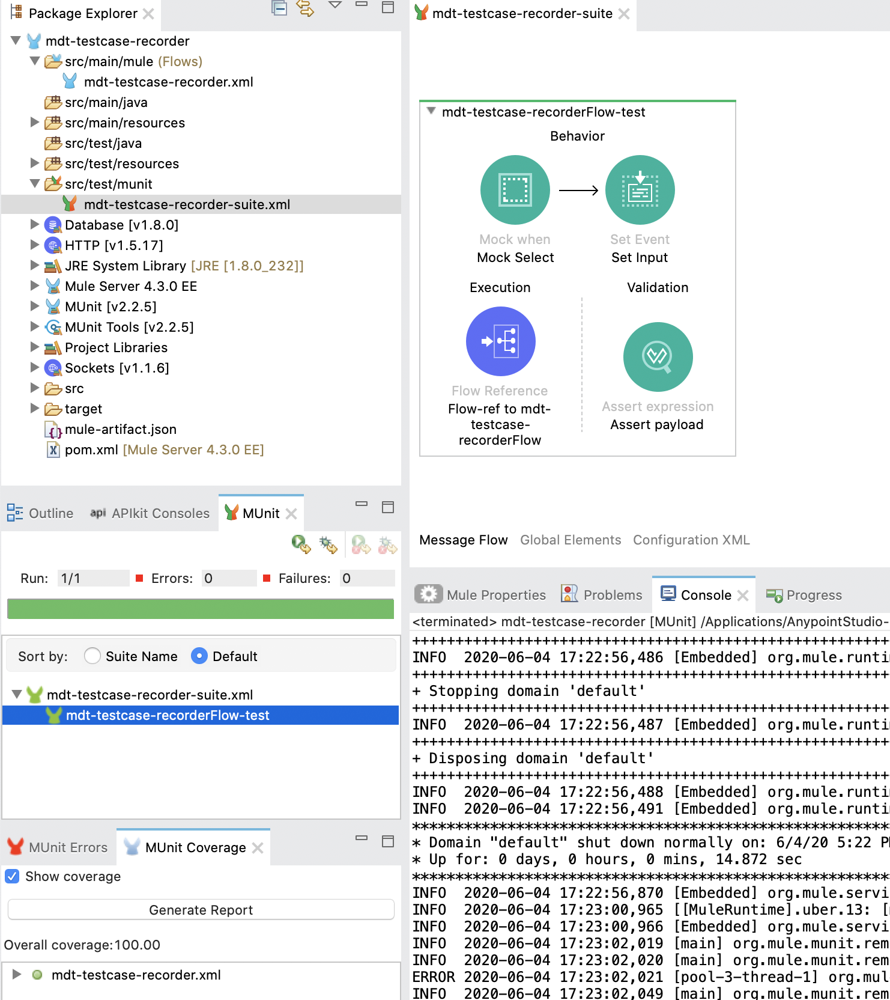 Package Explorer
mdt-testcase-recorder
src/main/mule (Flows)
mdt-testcase-recorder.xml
src/main/java
src/main/resources
src/test/java
src/test/resources
src/test/munit
mdt-testcase-recorder-suite.xml
Database [v1.8.0]
HTTP [v1.5.17]
JRE System Library [JRE [1.8.0_232]]
Mule Server 4.3.0 EE
MUnit [v2.2.5]
MUnit Tools [v2.2.5]
Project Libraries
Sockets [v1.1.6]
src
target
mule-artifact.json
pom.xml [Mule Server 4.3.0 EE]
Outline api APIkit Consoles MUnit
Run: 1/1 Errors: 0 Failures: 0
Sort by: Suite Name Default
mdt-testcase-recorder-suite.xml
mdt-testcase-recorderFlow-test
MUnit Errors MUnit Coverage
Show coverage
Generate Report
Overall coverage:100.00
mdt-testcase-recorder.xml
mdt-testcase-recorder-suite
mdt-testcase-recorderFlow-test
Behavior
Mock when
Mock Select
Set Event
Set Input
Execution
Flow Reference
Flow-ref to mdt-
testcase-
recorderFlow
Validation
Assert expression
Assert payload
Message Flow Global Elements Configuration XML
Mule Properties Problems Console Progress
<terminated> mdt-testcase-recorder [MUnit] /Applications/AnypointStudio-
+++++++++++++++++++++++++++++++++++++++++++++++++++++++
INFO 2020-06-04 17:22:56,486 [Embedded] org.mule.runti
+++++++++++++++++++++++++++++++++++++++++++++++++++++++
+ Stopping domain 'default'
+++++++++++++++++++++++++++++++++++++++++++++++++++++++
INFO 2020-06-04 17:22:56,487 [Embedded] org.mule.runti
+++++++++++++++++++++++++++++++++++++++++++++++++++++++
+ Disposing domain 'default'
+++++++++++++++++++++++++++++++++++++++++++++++++++++++
INFO 2020-06-04 17:22:56,488 [Embedded] org.mule.runti
INFO 2020-06-04 17:22:56,491 [Embedded] org.mule.runti
*******************************************************
* Domain "default" shut down normally on: 6/4/20 5:22 P
* Up for: 0 days, 0 hours, 0 mins, 14.872 sec
*******************************************************
INFO 2020-06-04 17:22:56,870 [Embedded] org.mule.servi
INFO 2020-06-04 17:23:00,965 [[MuleRuntime].uber.13: [
INFO 2020-06-04 17:23:00,966 [Embedded] org.mule.servi
INFO 2020-06-04 17:23:02,019 [main] org.mule.munit.rem
INFO 2020-06-04 17:23:02,020 [main] org.mule.munit.rem
ERROR 2020-06-04 17:23:02,021 [pool-3-thread-1] org.mul
INFO 2020-06-04 17:23:02,049 [main] org.mule.munit.rem